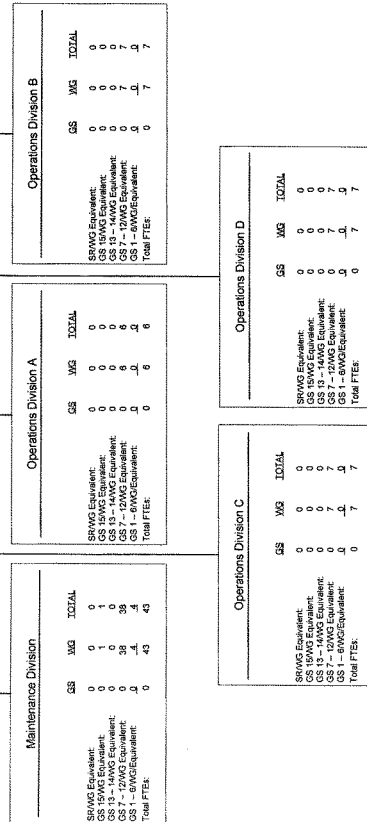 Maintenance Division
GS WG TOTAL
SR/WG Equivalent: 0 0 0
GS 15/WG Equivalent: 0 1 1
GS 13 – 14/WG Equivalent: 0 0 0
GS 7 – 12/WG Equivalent: 0 38 38
GS 1 – 6/WG/Equivalent: 0 4 4
Total FTEs: 0 43 43
Operations Division A
GS WG TOTAL
SR/WG Equivalent: 0 0 0
GS 15/WG Equivalent: 0 0 0
GS 13 – 14/WG Equivalent: 0 0 0
GS 7 – 12/WG Equivalent: 0 6 6
GS 1 – 6/WG/Equivalent: 0 0 0
Total FTEs: 0 6 6
Operations Division B
GS WG TOTAL
SR/WG Equivalent: 0 0 0
GS 15/WG Equivalent: 0 0 0
GS 13 – 14/WG Equivalent: 0 0 0
GS 7 – 12/WG Equivalent: 0 7 7
GS 1 – 6/WG/Equivalent: 0 0 0
Total FTEs: 0 7 7
Operations Division C
GS WG TOTAL
SR/WG Equivalent: 0 0 0
GS 15/WG Equivalent: 0 0 0
GS 13 – 14/WG Equivalent: 0 0 0
GS 7 – 12/WG Equivalent: 0 7 7
GS 1 – 6/WG/Equivalent: 0 0 0
Total FTEs: 0 7 7
Operations Division D
GS WG TOTAL
SR/WG Equivalent: 0 0 0
GS 15/WG Equivalent: 0 0 0
GS 13 – 14/WG Equivalent: 0 0 0
GS 7 – 12/WG Equivalent: 0 7 7
GS 1 – 6/WG/Equivalent: 0 0 0
Total FTEs: 0 7 7